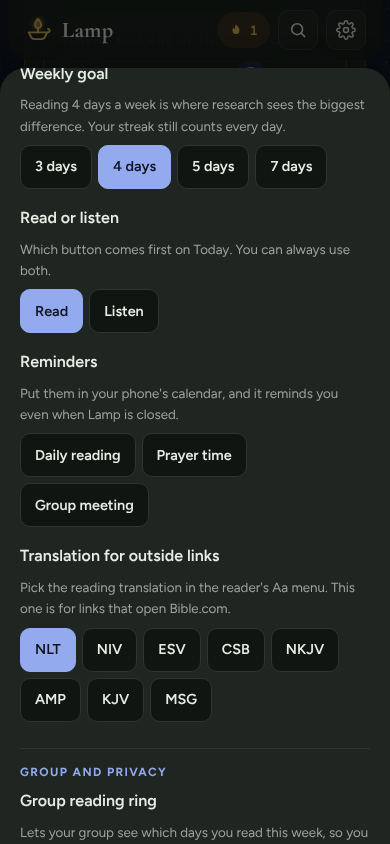 Lamp
1
Weekly goal
Reading 4 days a week is where research sees the biggest
difference. Your streak still counts every day.
3 days
4 days
5 days
7 days
Read or listen
Which button comes first on Today. You can always use
both.
Read
Listen
Reminders
Put them in your phone's calendar, and it reminds you
even when Lamp is closed.
Daily reading
Prayer time
Group meeting
Translation for outside links
Pick the reading translation in the reader's Aa menu. This
one is for links that open Bible.com.
NLT
NIV
ESV
CSB
NKJV
AMP
KJV
MSG
GROUP AND PRIVACY
Group reading ring
Lets your group see which days you read this week, so you